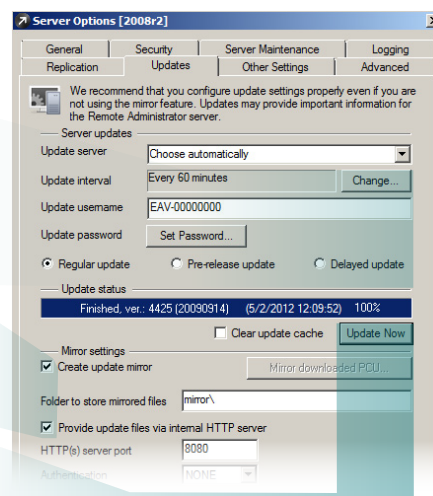 Server Options [2008r2]
General Security Server Maintenance Logging
Replication Updates Other Settings Advanced
We recommend that you configure update settings properly even if you are
not using the mirror feature. Updates may provide important information for
the Remote Administrator server.
Server updates
Update server Choose automatically
Update interval Every 60 minutes Change...
Update username EAV-00000000
Update password Set Password...
Regular update Pre-release update Delayed update
Update status
Finished, ver.: 4425 (20090914) (5/2/2012 12:09:52) 100%
Clear update cache Update Now
Mirror settings
Create update mirror Mirror downloaded PCU...
Folder to store mirrored files mirror\
Provide update files via internal HTTP server
HTTP(s) server port 8080
Authentication NONE